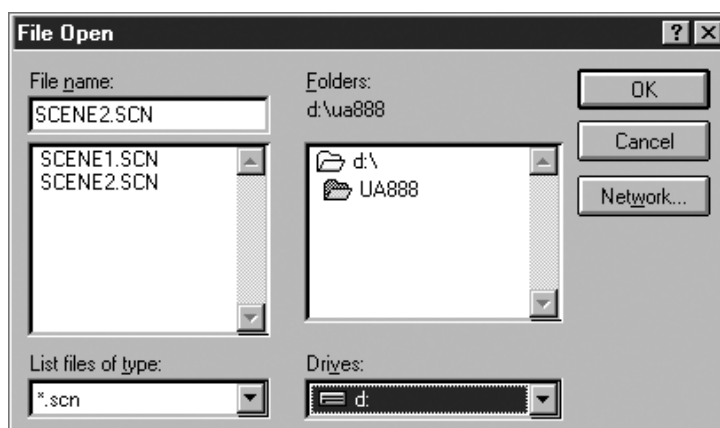 File Open
File name:
SCENE2.SCN
SCENE1.SCN
SCENE2.SCN
List files of type:
*.scn
Folders:
d:\ua888
d:\
UA888
Drives:
d:
OK
Cancel
Network...